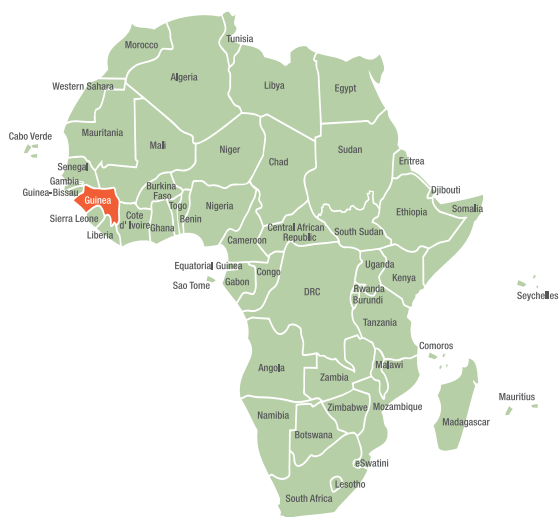 Morocco
Tunisia
Algeria
Libya
Egypt
Western Sahara
Mauritania
Mali
Niger
Chad
Sudan
Eritrea
Cabo Verde
Senegal
Gambia
Guinea-Bissau
Guinea
Sierra Leone
Liberia
Cote
d' Ivoire
Burkina
Faso
Ghana
Togo
Benin
Nigeria
Cameroon
Central African
Republic
South Sudan
Ethiopia
Djibouti
Somalia
Equatorial Guinea
Sao Tome
Gabon
Congo
DRC
Uganda
Kenya
Rwanda
Burundi
Tanzania
Seychelles
Comoros
Angola
Zambia
Malawi
Mozambique
Zimbabwe
Namibia
Botswana
Madagascar
Mauritius
eSwatini
Lesotho
South Africa